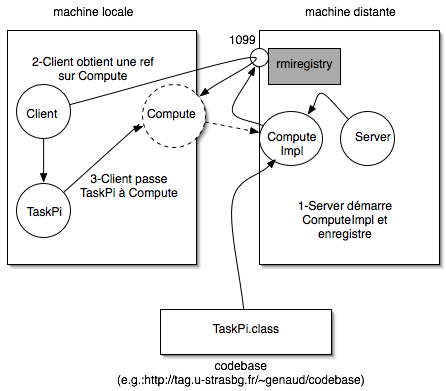 machine locale
machine distante
1099
2-Client obtient une ref
sur Compute
rmiregistry
Client
Compute
Compute
Impl
Server
3-Client passe
TaskPi à Compute
TaskPi
1-Server démarre
ComputeImpl et
enregistre
TaskPi.class
codebase
(e.g.:http://tag.u-strasbg.fr/~genaud/codebase)